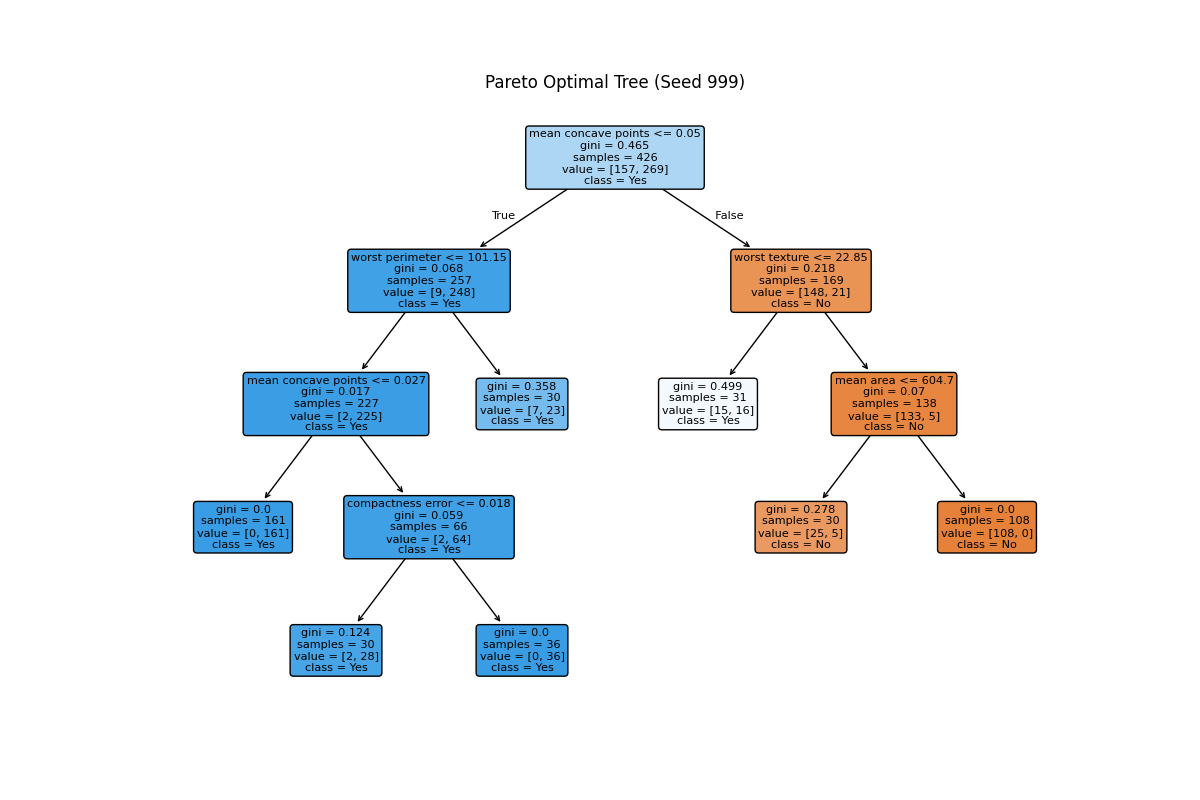 Pareto Optimal Tree (Seed 999)
mean concave points <= 0.05
gini = 0.465
samples = 426
value = [157, 269]
class = Yes
True
False
worst perimeter <= 101.15
gini = 0.068
samples = 257
value = [9, 248]
class = Yes
worst texture <= 22.85
gini = 0.218
samples = 169
value = [148, 21]
class = No
mean concave points <= 0.027
gini = 0.017
samples = 227
value = [2, 225]
class = Yes
gini = 0.358
samples = 30
value = [7, 23]
class = Yes
gini = 0.499
samples = 31
value = [15, 16]
class = Yes
mean area <= 604.7
gini = 0.07
samples = 138
value = [133, 5]
class = No
gini = 0.0
samples = 161
value = [0, 161]
class = Yes
compactness error <= 0.018
gini = 0.059
samples = 66
value = [2, 64]
class = Yes
gini = 0.278
samples = 30
value = [25, 5]
class = No
gini = 0.0
samples = 108
value = [108, 0]
class = No
gini = 0.124
samples = 30
value = [2, 28]
class = Yes
gini = 0.0
samples = 36
value = [0, 36]
class = Yes